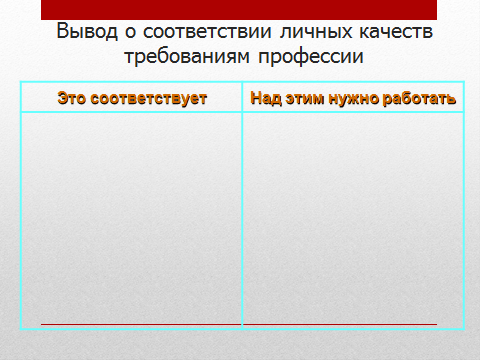 Вывод о соответствии личных качеств
требованиям профессии
Это соответствует
Над этим нужно работать